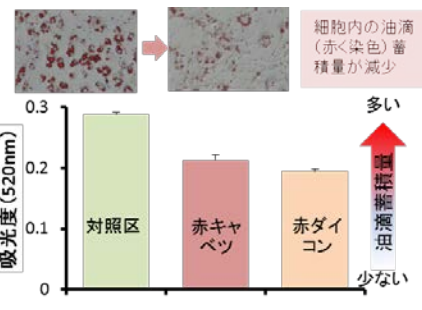 細胞内の油滴
(赤く染色)蓄
積量が減少
多い
0.3
0.2
0.1
0
吸光度(520nm)
対照区
赤キャ
ベツ
赤ダイ
コン
油滴蓄積量
少ない